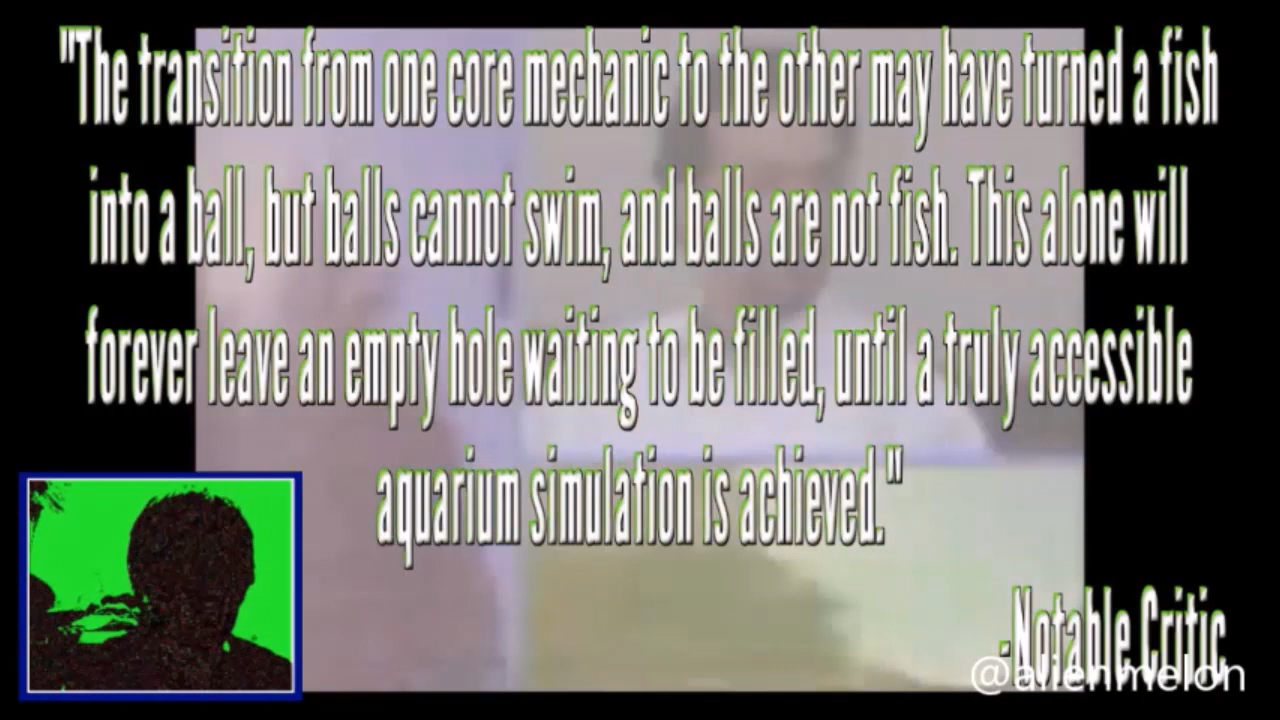 "The transition from one core mechanic to the other may have turned a fish
into a ball, but balls cannot swim, and balls are not fish. This alone will
forever leave an empty hole waiting to be filled, until a truly accessible
aquarium simulation is achieved."
-Notable Critic
@alienmelon